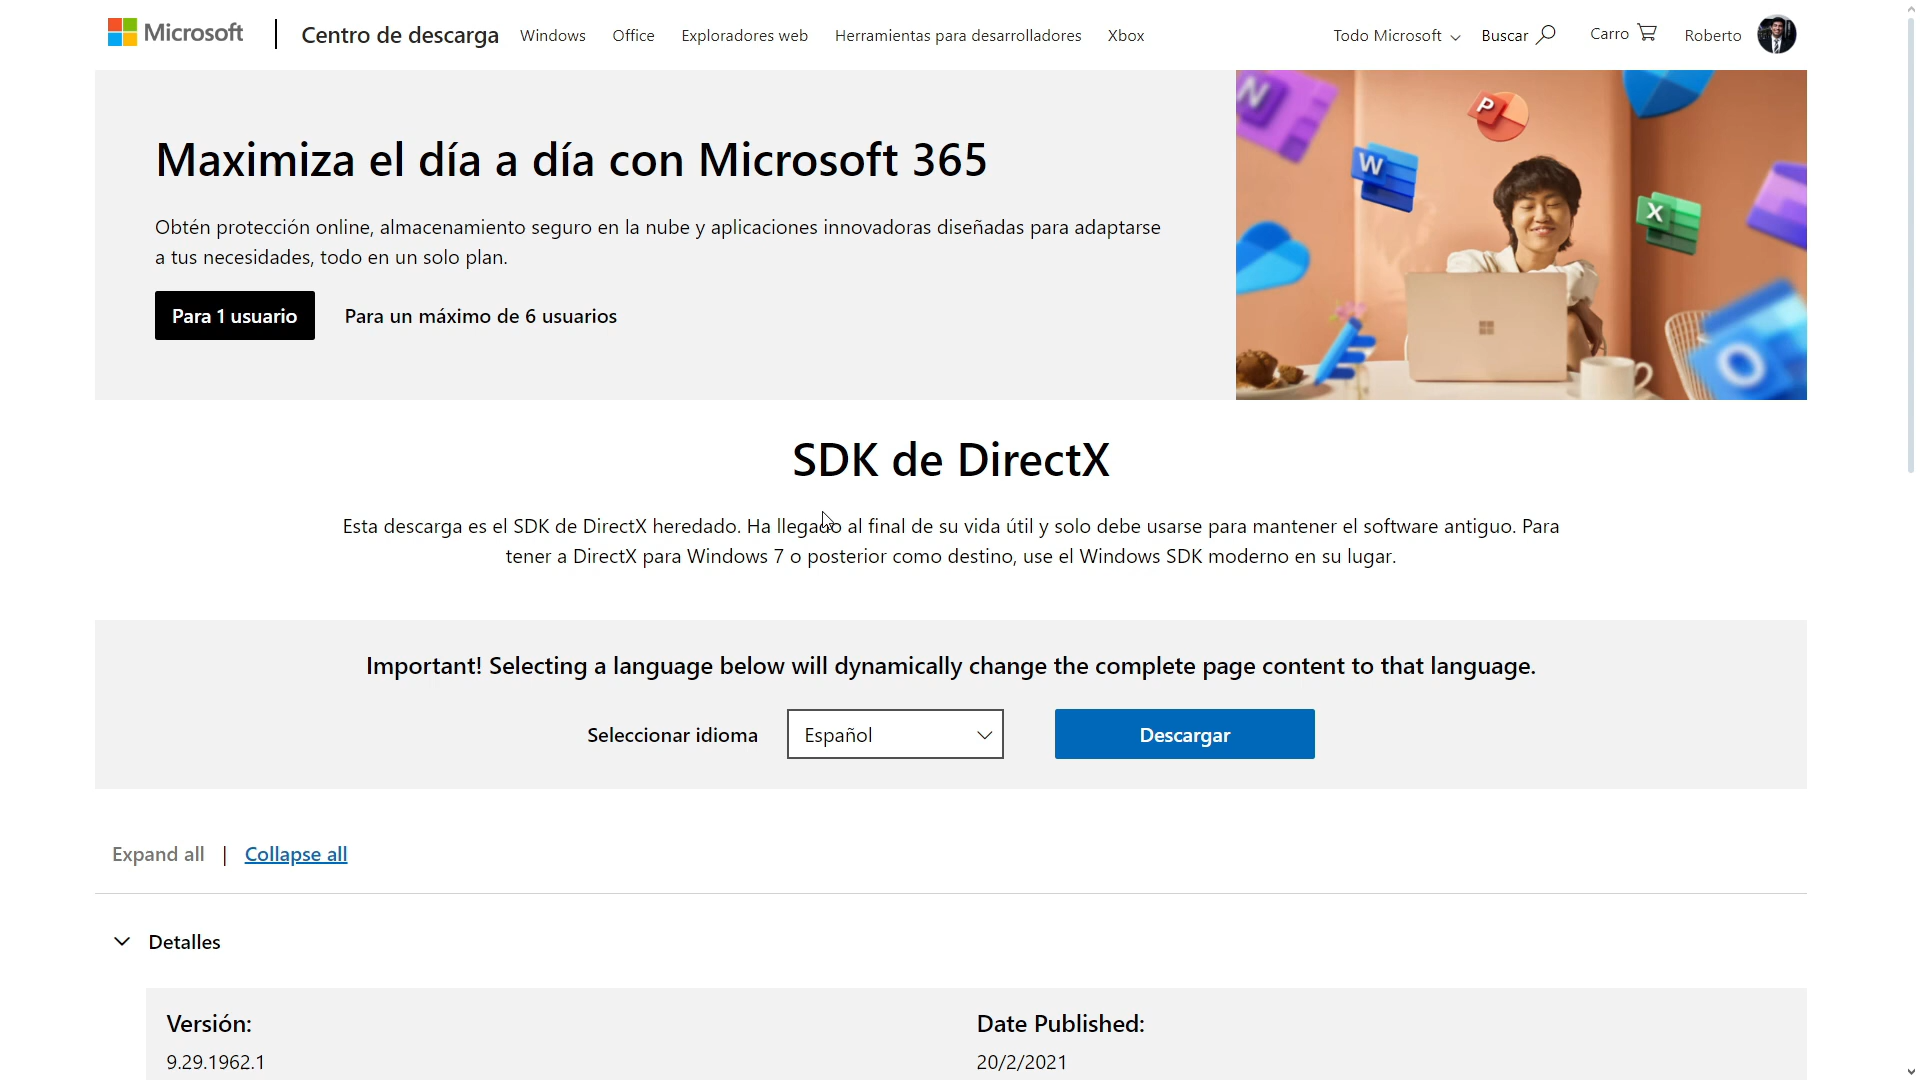 Microsoft
Centro de descarga
Windows
Office
Exploradores web
Herramientas para desarrolladores
Xbox
Todo Microsoft
Buscar
Carro
Roberto
Maximiza el día a día con Microsoft 365
Obtén protección online, almacenamiento seguro en la nube y aplicaciones innovadoras diseñadas para adaptarse
a tus necesidades, todo en un solo plan.
Para 1 usuario
Para un máximo de 6 usuarios
N
P
W
X
O
SDK de DirectX
Esta descarga es el SDK de DirectX heredado. Ha llegado al final de su vida útil y solo debe usarse para mantener el software antiguo. Para
tener a DirectX para Windows 7 o posterior como destino, use el Windows SDK moderno en su lugar.
Important! Selecting a language below will dynamically change the complete page content to that language.
Seleccionar idioma
Español
Descargar
Expand all | Collapse all
Detalles
Versión:
Date Published:
9.29.1962.1
20/2/2021